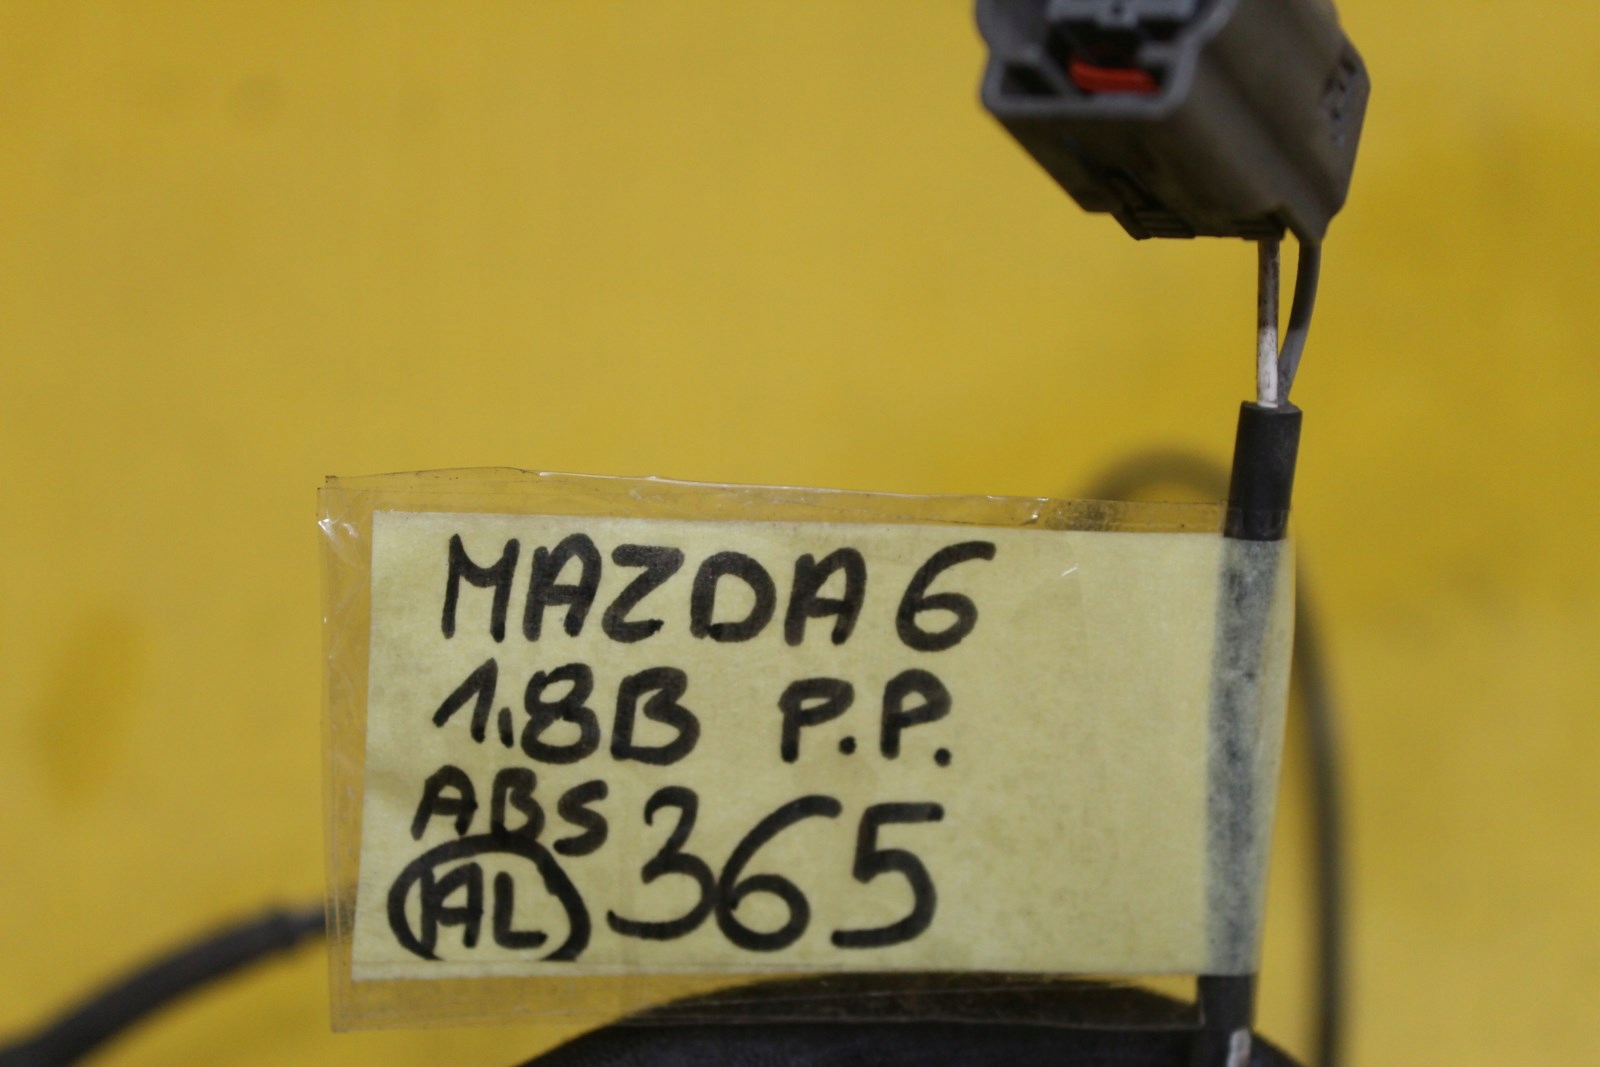 MAZDA 6
1.8B P.P.
ABS 365
AL